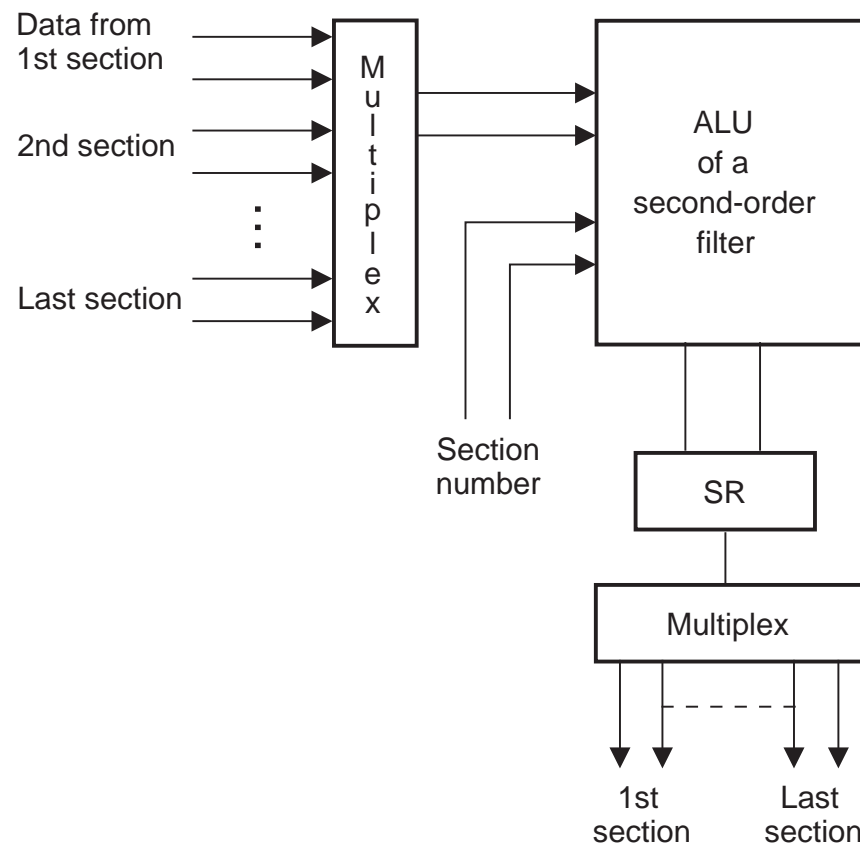 Data from
1st section
2nd section
Last section
Multiplex
ALU
of a
second-order
filter
Section
number
SR
Multiplex
1st
section
Last
section